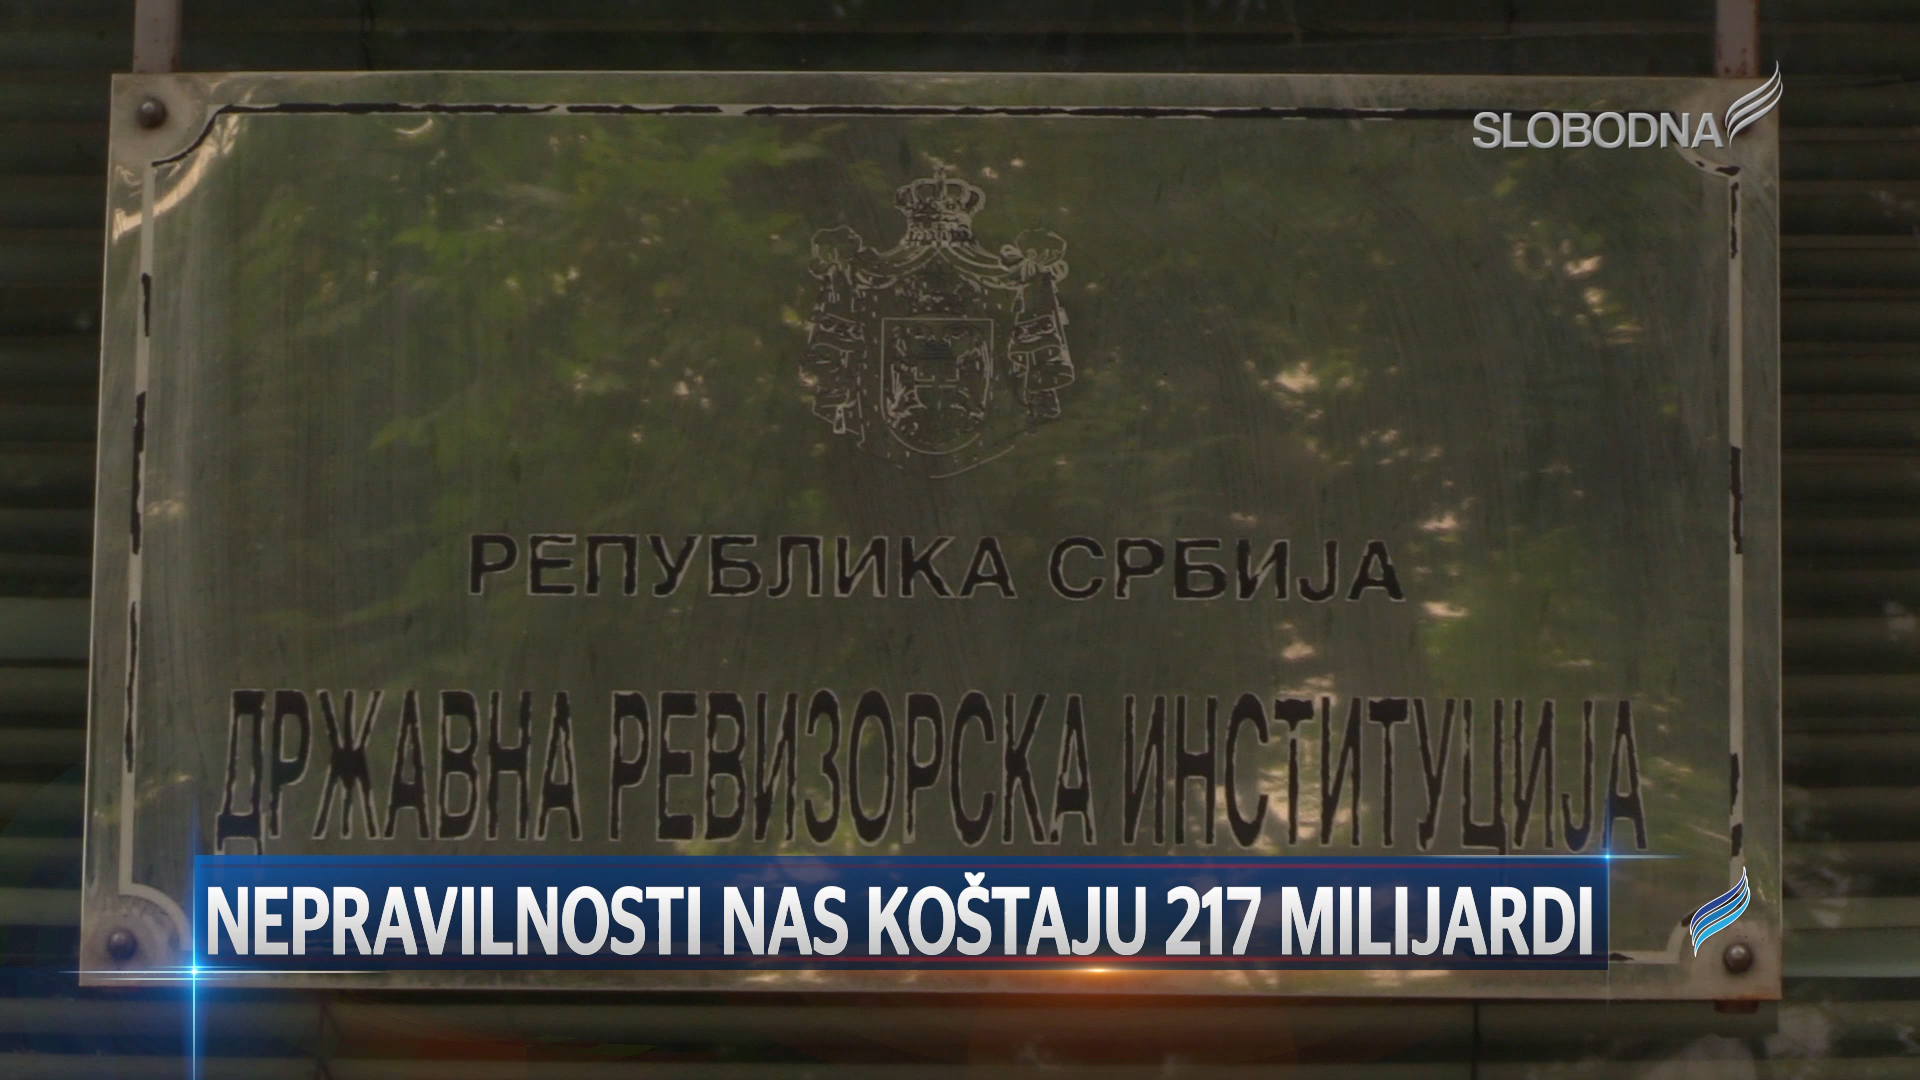 SLOBODNA
РЕПУБЛИКА СРБИЈА
ДРЖАВНА РЕВИЗОРСКА ИНСТИТУЦИЈА
NEPRAVILNOSTI NAS KOŠTAJU 217 MILIJARDI